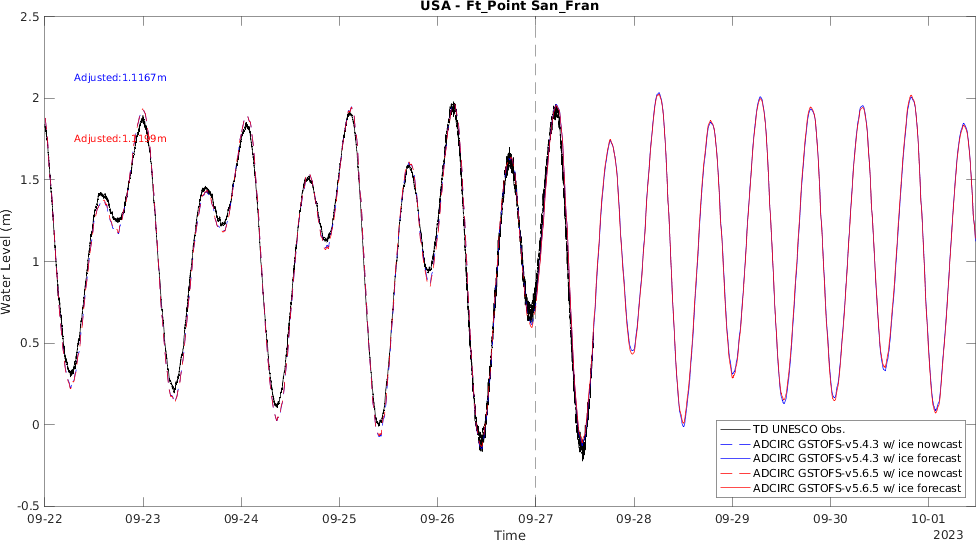 USA - Ft_Point San_Fran
2.5
2
1.5
1
0.5
0
-0.5
Water Level (m)
Adjusted:1.1167m
Adjusted:1.1199m
TD UNESCO Obs.
ADCIRC GSTOFS-v5.4.3 w/ ice nowcast
ADCIRC GSTOFS-v5.4.3 w/ ice forecast
ADCIRC GSTOFS-v5.6.5 w/ ice nowcast
ADCIRC GSTOFS-v5.6.5 w/ ice forecast
09-22 09-23 09-24 09-25 09-26 09-27 09-28 09-29 09-30 10-01
Time
2023